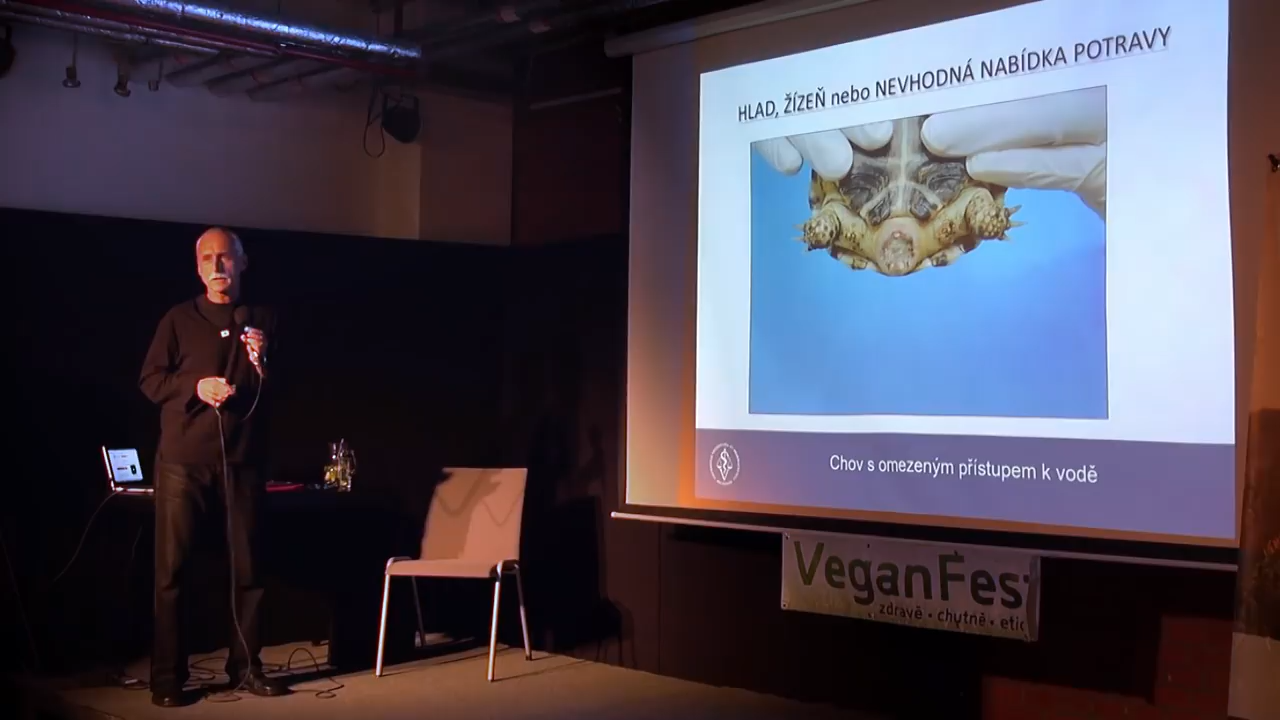 HLAD, ŽÍZEŇ nebo NEVHODNÁ NABÍDKA POTRAVY
Chov s omezeným přístupem k vodě
VeganFest
zdravě • chutně • etic